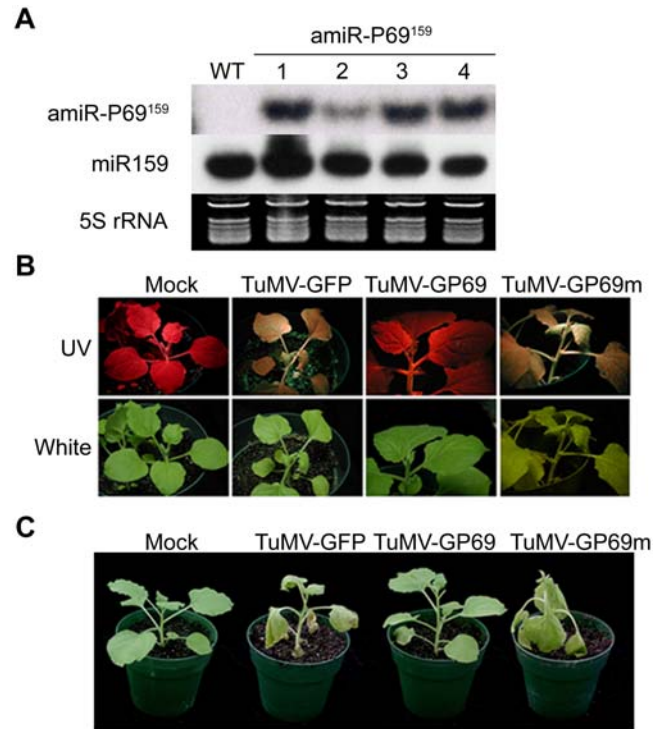 A
amiR-P69¹⁵⁹
WT 1 2 3 4
amiR-P69¹⁵⁹
miR159
5S rRNA
B
Mock TuMV-GFP TuMV-GP69 TuMV-GP69m
UV
White
C
Mock TuMV-GFP TuMV-GP69 TuMV-GP69m